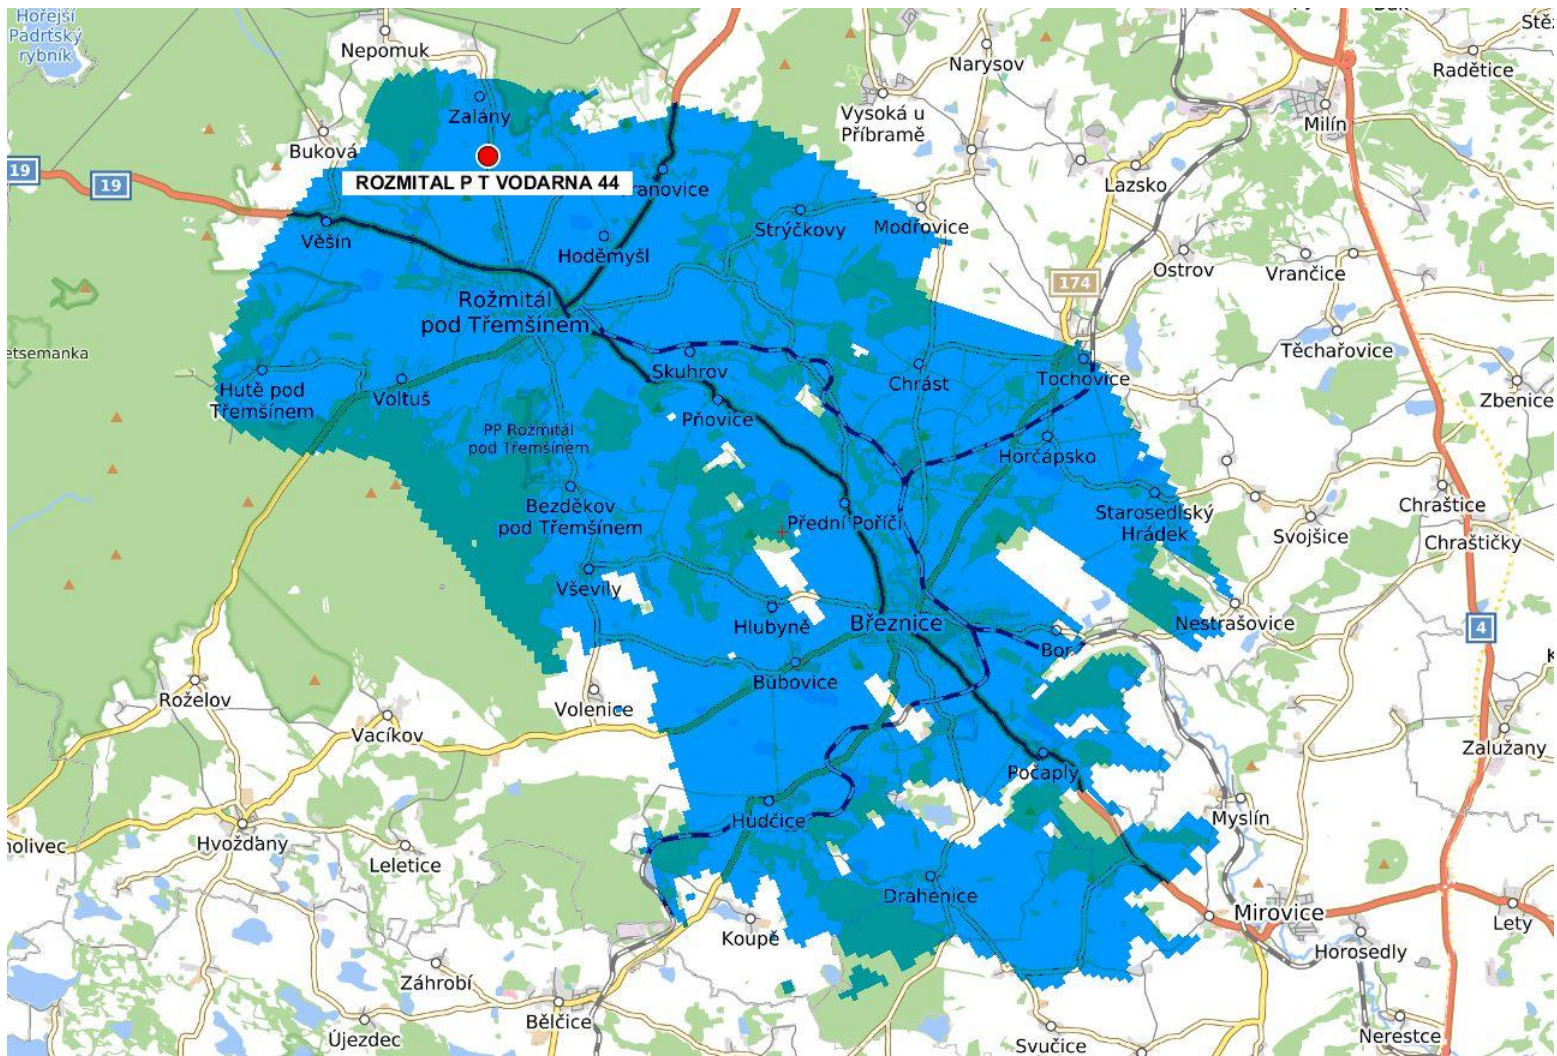 Hořejší
Padrťský
rybník
Nepomuk
Narysov
Radětice
Zalány
Vysoká u
Příbramě
Milín
Buková
19
19
ROZMITAL P T VODARNA 44
Lazsko
Věšín
Hoděmyšl
Strýčkovy
Modřovice
Ostrov
Vrančice
174
Rožmitál
pod Třemšínem
etsemanka
Těchařovice
Skuhrov
Chrást
Tochovice
Hutě pod
Třemšínem
Voltuš
Zbenice
Pňovice
PP Rožmitál
pod Třemšínem
Horčápsko
Bezděkov
pod Třemšínem
Přední Poříčí
Starosedlský
Hrádek
Chraštice
Svojšice
Chraštičky
Vševily
Hlubyně
Březnice
Nestrašovice
4
Bor
Bubovice
Roželov
Volenice
Vacíkov
Zalužany
Počaply
Hudčice
Myslín
olivec
Hvožďany
Leletice
Drahenice
Mirovice
Lety
Koupě
Horosedly
Záhrobí
Bělčice
Újezdec
Svučice
Nerestce